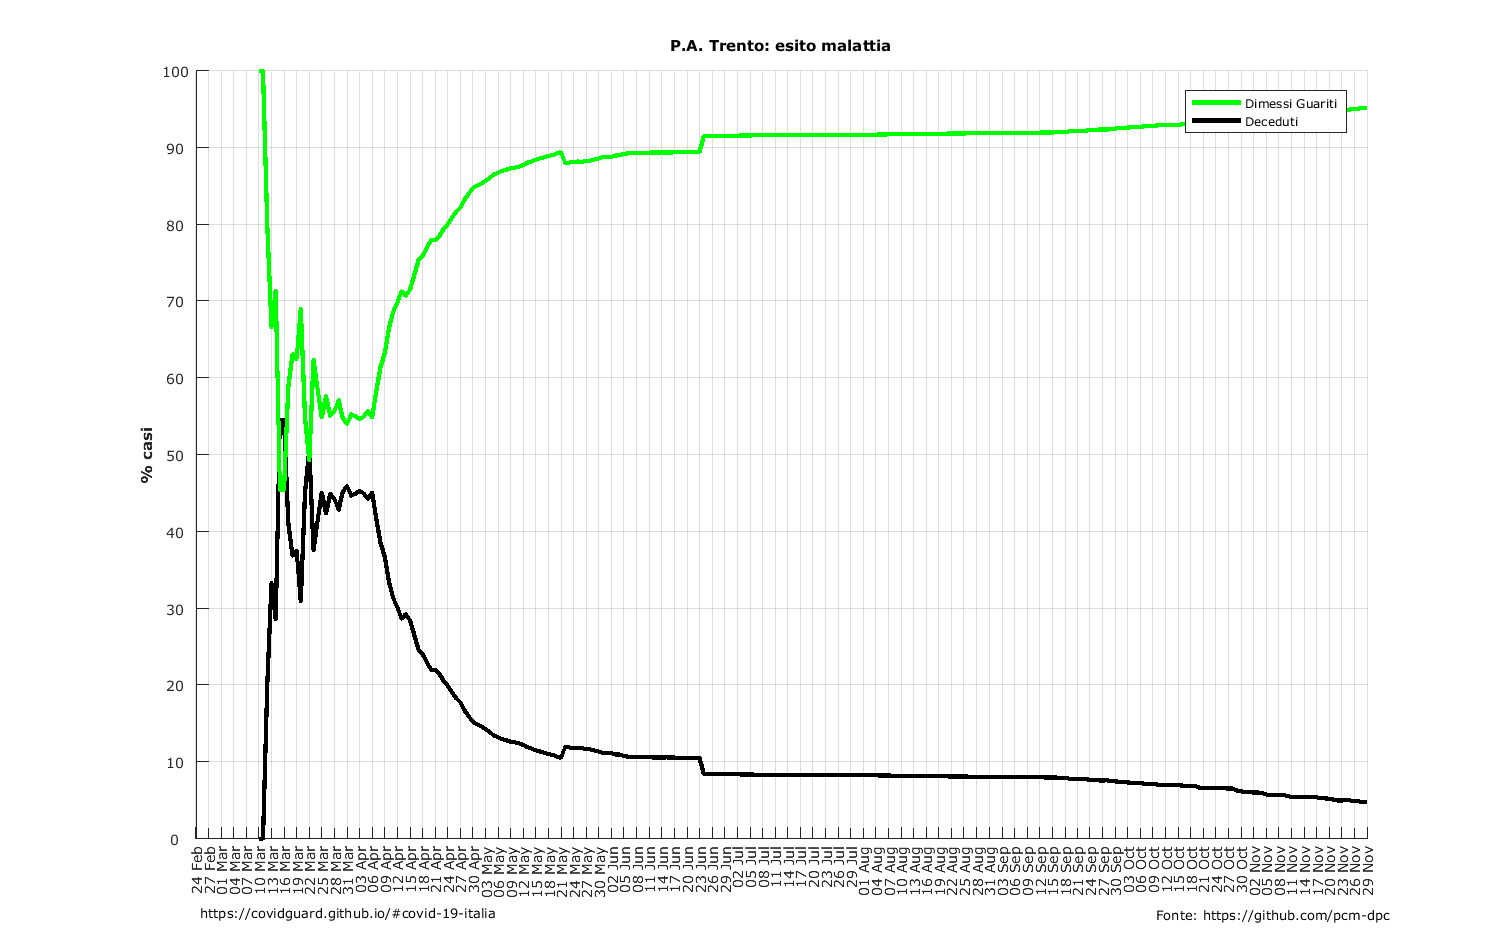 P.A. Trento: esito malattia
Dimessi Guariti
Deceduti
% casi
100
90
80
70
60
50
40
30
20
10
0
24 Feb
27 Feb
01 Mar
04 Mar
07 Mar
10 Mar
13 Mar
16 Mar
19 Mar
22 Mar
25 Mar
28 Mar
31 Mar
03 Apr
06 Apr
09 Apr
12 Apr
15 Apr
18 Apr
21 Apr
24 Apr
27 Apr
30 Apr
03 May
06 May
09 May
12 May
15 May
18 May
21 May
24 May
27 May
30 May
02 Jun
05 Jun
08 Jun
11 Jun
14 Jun
17 Jun
20 Jun
23 Jun
26 Jun
29 Jun
02 Jul
05 Jul
08 Jul
11 Jul
14 Jul
17 Jul
20 Jul
23 Jul
26 Jul
29 Jul
01 Aug
04 Aug
07 Aug
10 Aug
13 Aug
16 Aug
19 Aug
22 Aug
25 Aug
28 Aug
31 Aug
03 Sep
06 Sep
09 Sep
12 Sep
15 Sep
18 Sep
21 Sep
24 Sep
27 Sep
30 Sep
03 Oct
06 Oct
09 Oct
12 Oct
15 Oct
18 Oct
21 Oct
24 Oct
27 Oct
30 Oct
02 Nov
05 Nov
08 Nov
11 Nov
14 Nov
17 Nov
20 Nov
23 Nov
26 Nov
29 Nov
https://covidguard.github.io/#covid-19-italia
Fonte: https://github.com/pcm-dpc